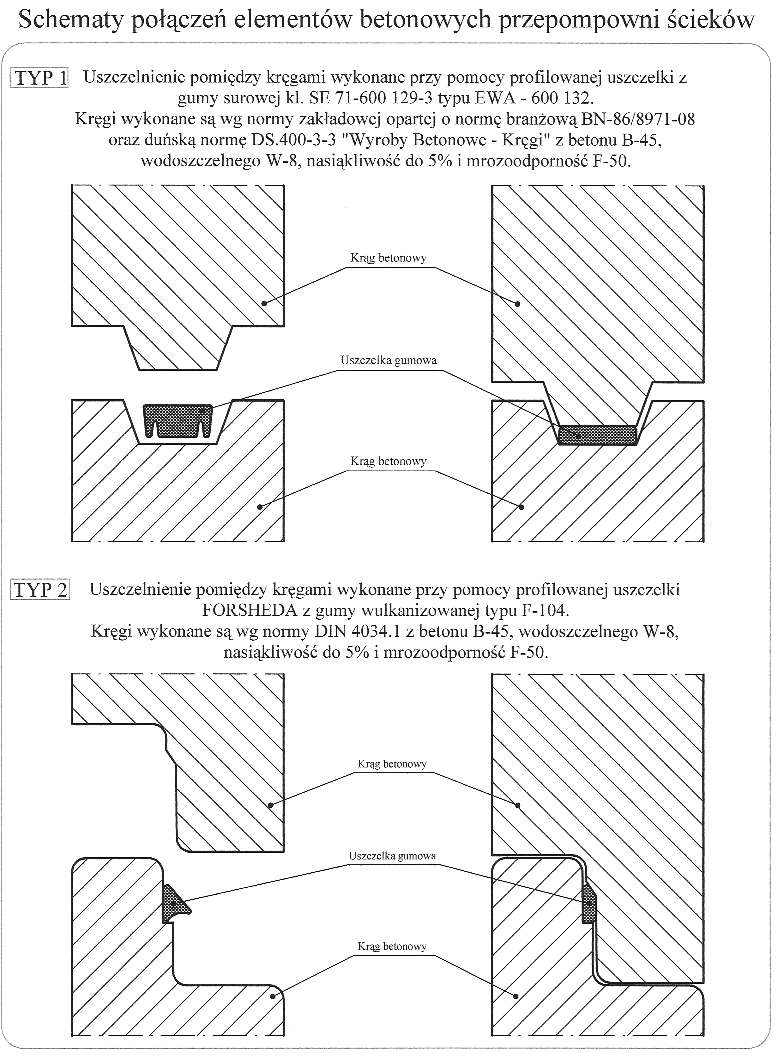 Schematy połączeń elementów betonowych przepompowni ścieków
TYP 1
Uszczelnienie pomiędzy kręgami wykonane przy pomocy profilowanej uszczelki z
gumy surowej kl. SE 71-600 129-3 typu EWA - 600 132.
Kręgi wykonane są wg normy zakładowej opartej o normę branżową BN-86/8971-08
oraz duńską normę DS.400-3-3 "Wyroby Betonowe - Kręgi" z betonu B-45,
wodoszczelnego W-8, nasiąkliwość do 5% i mrozoodporność F-50.
Krąg betonowy
Uszczelka gumowa
Krąg betonowy
TYP 2
Uszczelnienie pomiędzy kręgami wykonane przy pomocy profilowanej uszczelki
FORSHEDA z gumy wulkanizowanej typu F-104.
Kręgi wykonane są wg normy DIN 4034.1 z betonu B-45, wodoszczelnego W-8,
nasiąkliwość do 5% i mrozoodporność F-50.
Krąg betonowy
Uszczelka gumowa
Krąg betonowy